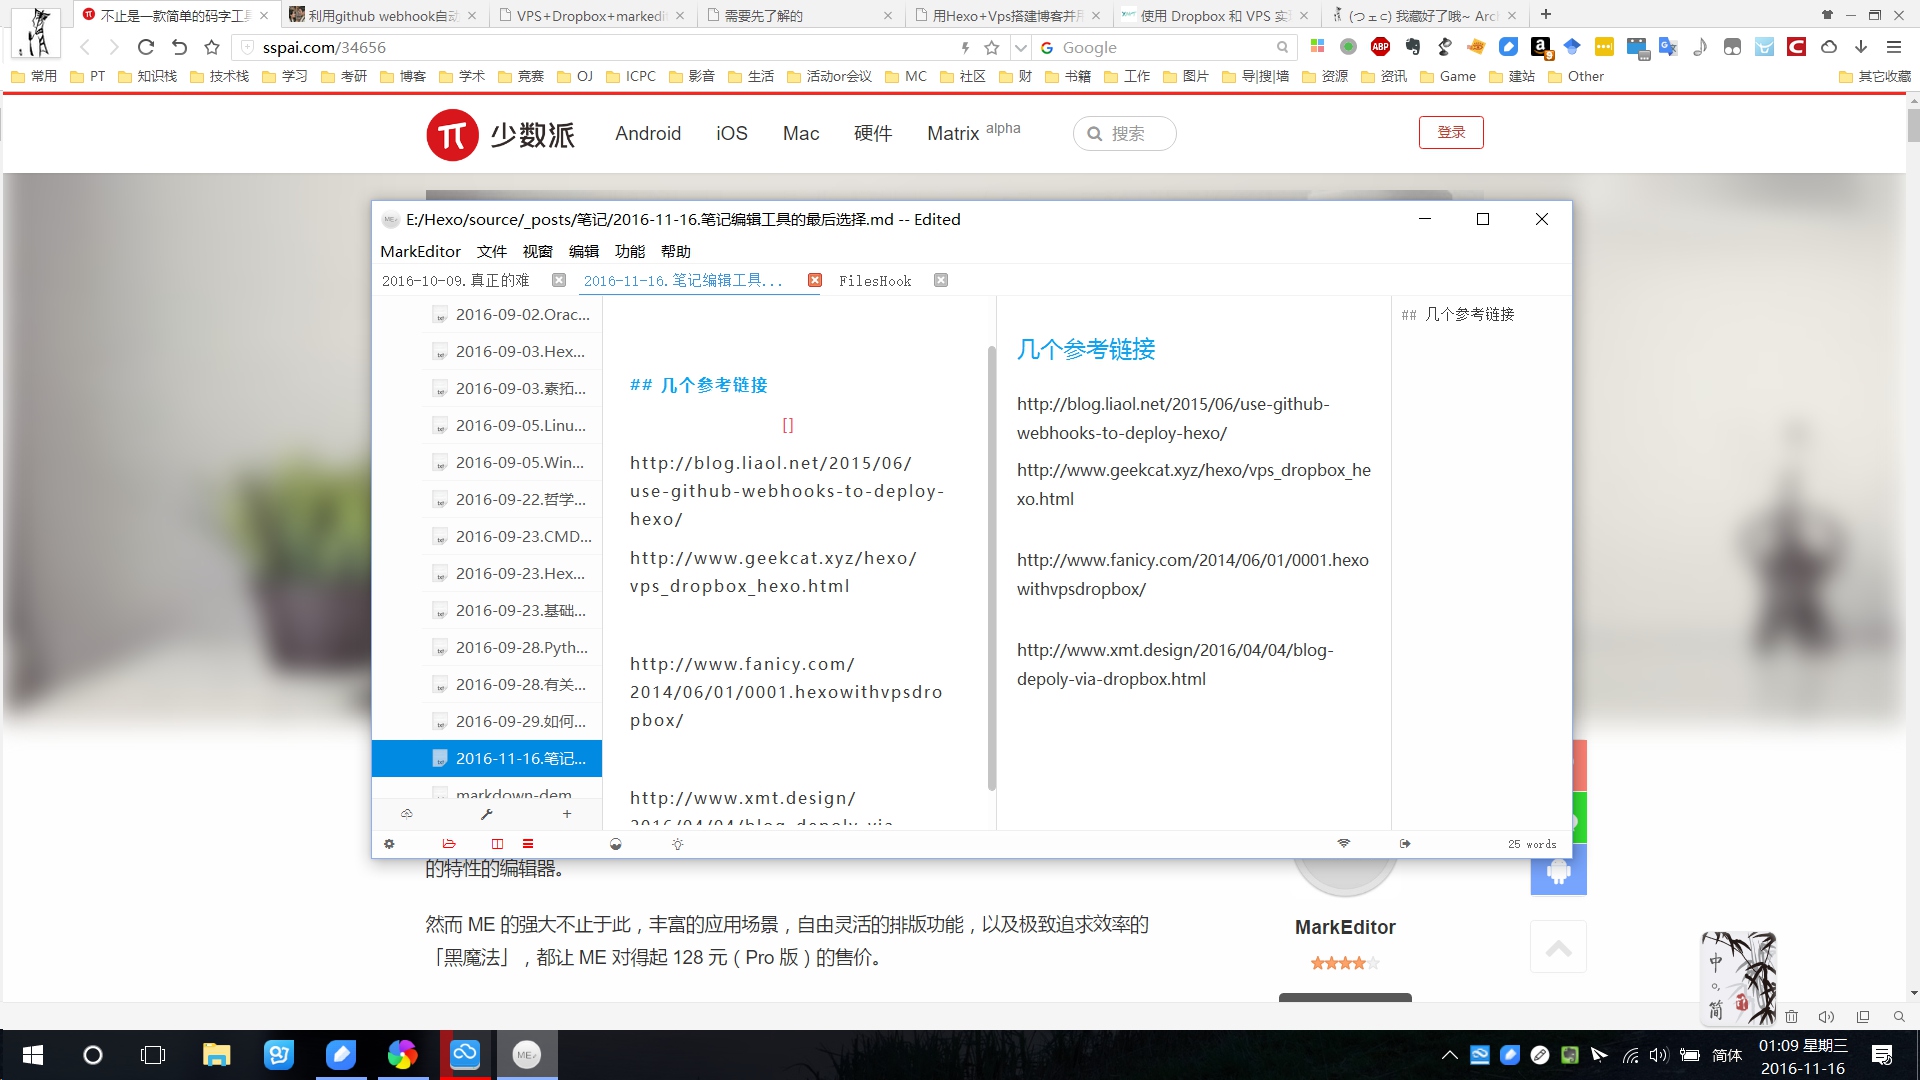 不止是一款简单的码字工具
利用github webhook自动
VPS+Dropbox+markedi
需要先了解的
用Hexo+Vps搭建博客并用
使用 Dropbox 和 VPS 实现
(つェ⊂) 我藏好了哦~ Arch
sspai.com/34656
Google
常用 PT 知识栈 技术栈 学习 考研 博客 学术 竞赛 OJ ICPC 影音 生活 活动or会议 MC 社区 财 书籍 工作 图片 导|搜|墙 资源 资讯 Game 建站 Other 其它收藏
少数派 Android iOS Mac 硬件 Matrix alpha 搜索 登录
E:/Hexo/source/_posts/笔记/2016-11-16.笔记编辑工具的最后选择.md -- Edited
MarkEditor 文件 视窗 编辑 功能 帮助
2016-10-09.真正的难 2016-11-16.笔记编辑工具... FilesHook
2016-09-02.Orac...
2016-09-03.Hex...
2016-09-03.素拓...
2016-09-05.Linu...
2016-09-05.Win...
2016-09-22.哲学...
2016-09-23.CMD...
2016-09-23.Hex...
2016-09-23.基础...
2016-09-28.Pyth...
2016-09-28.有关...
2016-09-29.如何...
2016-11-16.笔记...
markdown-dem
## 几个参考链接
[]
http://blog.liaol.net/2015/06/
use-github-webhooks-to-deploy-
hexo/
http://www.geekcat.xyz/hexo/
vps_dropbox_hexo.html
http://www.fanicy.com/
2014/06/01/0001.hexowithvpsdro
pbox/
http://www.xmt.design/
2016/04/04/blog-depoly-via-
几个参考链接
http://blog.liaol.net/2015/06/use-github-
webhooks-to-deploy-hexo/
http://www.geekcat.xyz/hexo/vps_dropbox_he
xo.html
http://www.fanicy.com/2014/06/01/0001.hexo
withvpsdropbox/
http://www.xmt.design/2016/04/04/blog-
depoly-via-dropbox.html
## 几个参考链接
25 words
的特性的编辑器。
然而 ME 的强大不止于此，丰富的应用场景，自由灵活的排版功能，以及极致追求效率的
「黑魔法」，都让 ME 对得起 128 元（Pro 版）的售价。
MarkEditor
中
°,
简
简体
01:09 星期三
2016-11-16